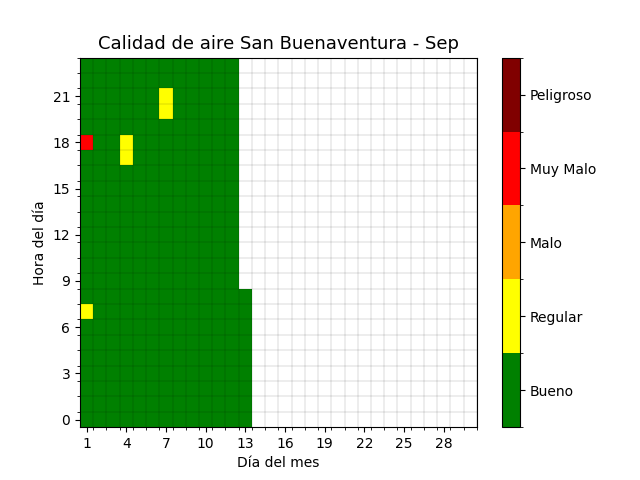 Calidad de aire San Buenaventura - Sep
Hora del día
21
18
15
12
9
6
3
0
1 4 7 10 13 16 19 22 25 28
Día del mes
Peligroso
Muy Malo
Malo
Regular
Bueno